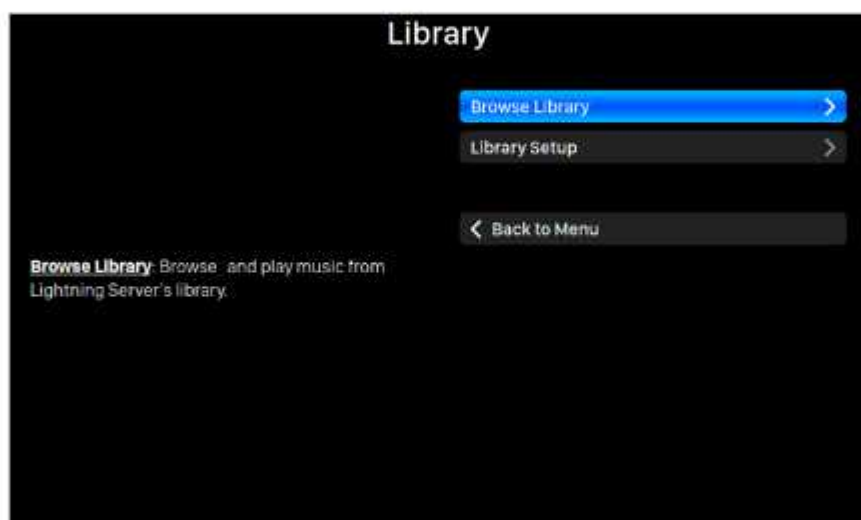 Library
Browse Library
Library Setup
Back to Menu
Browse Library: Browse and play music from
Lightning Server's library.